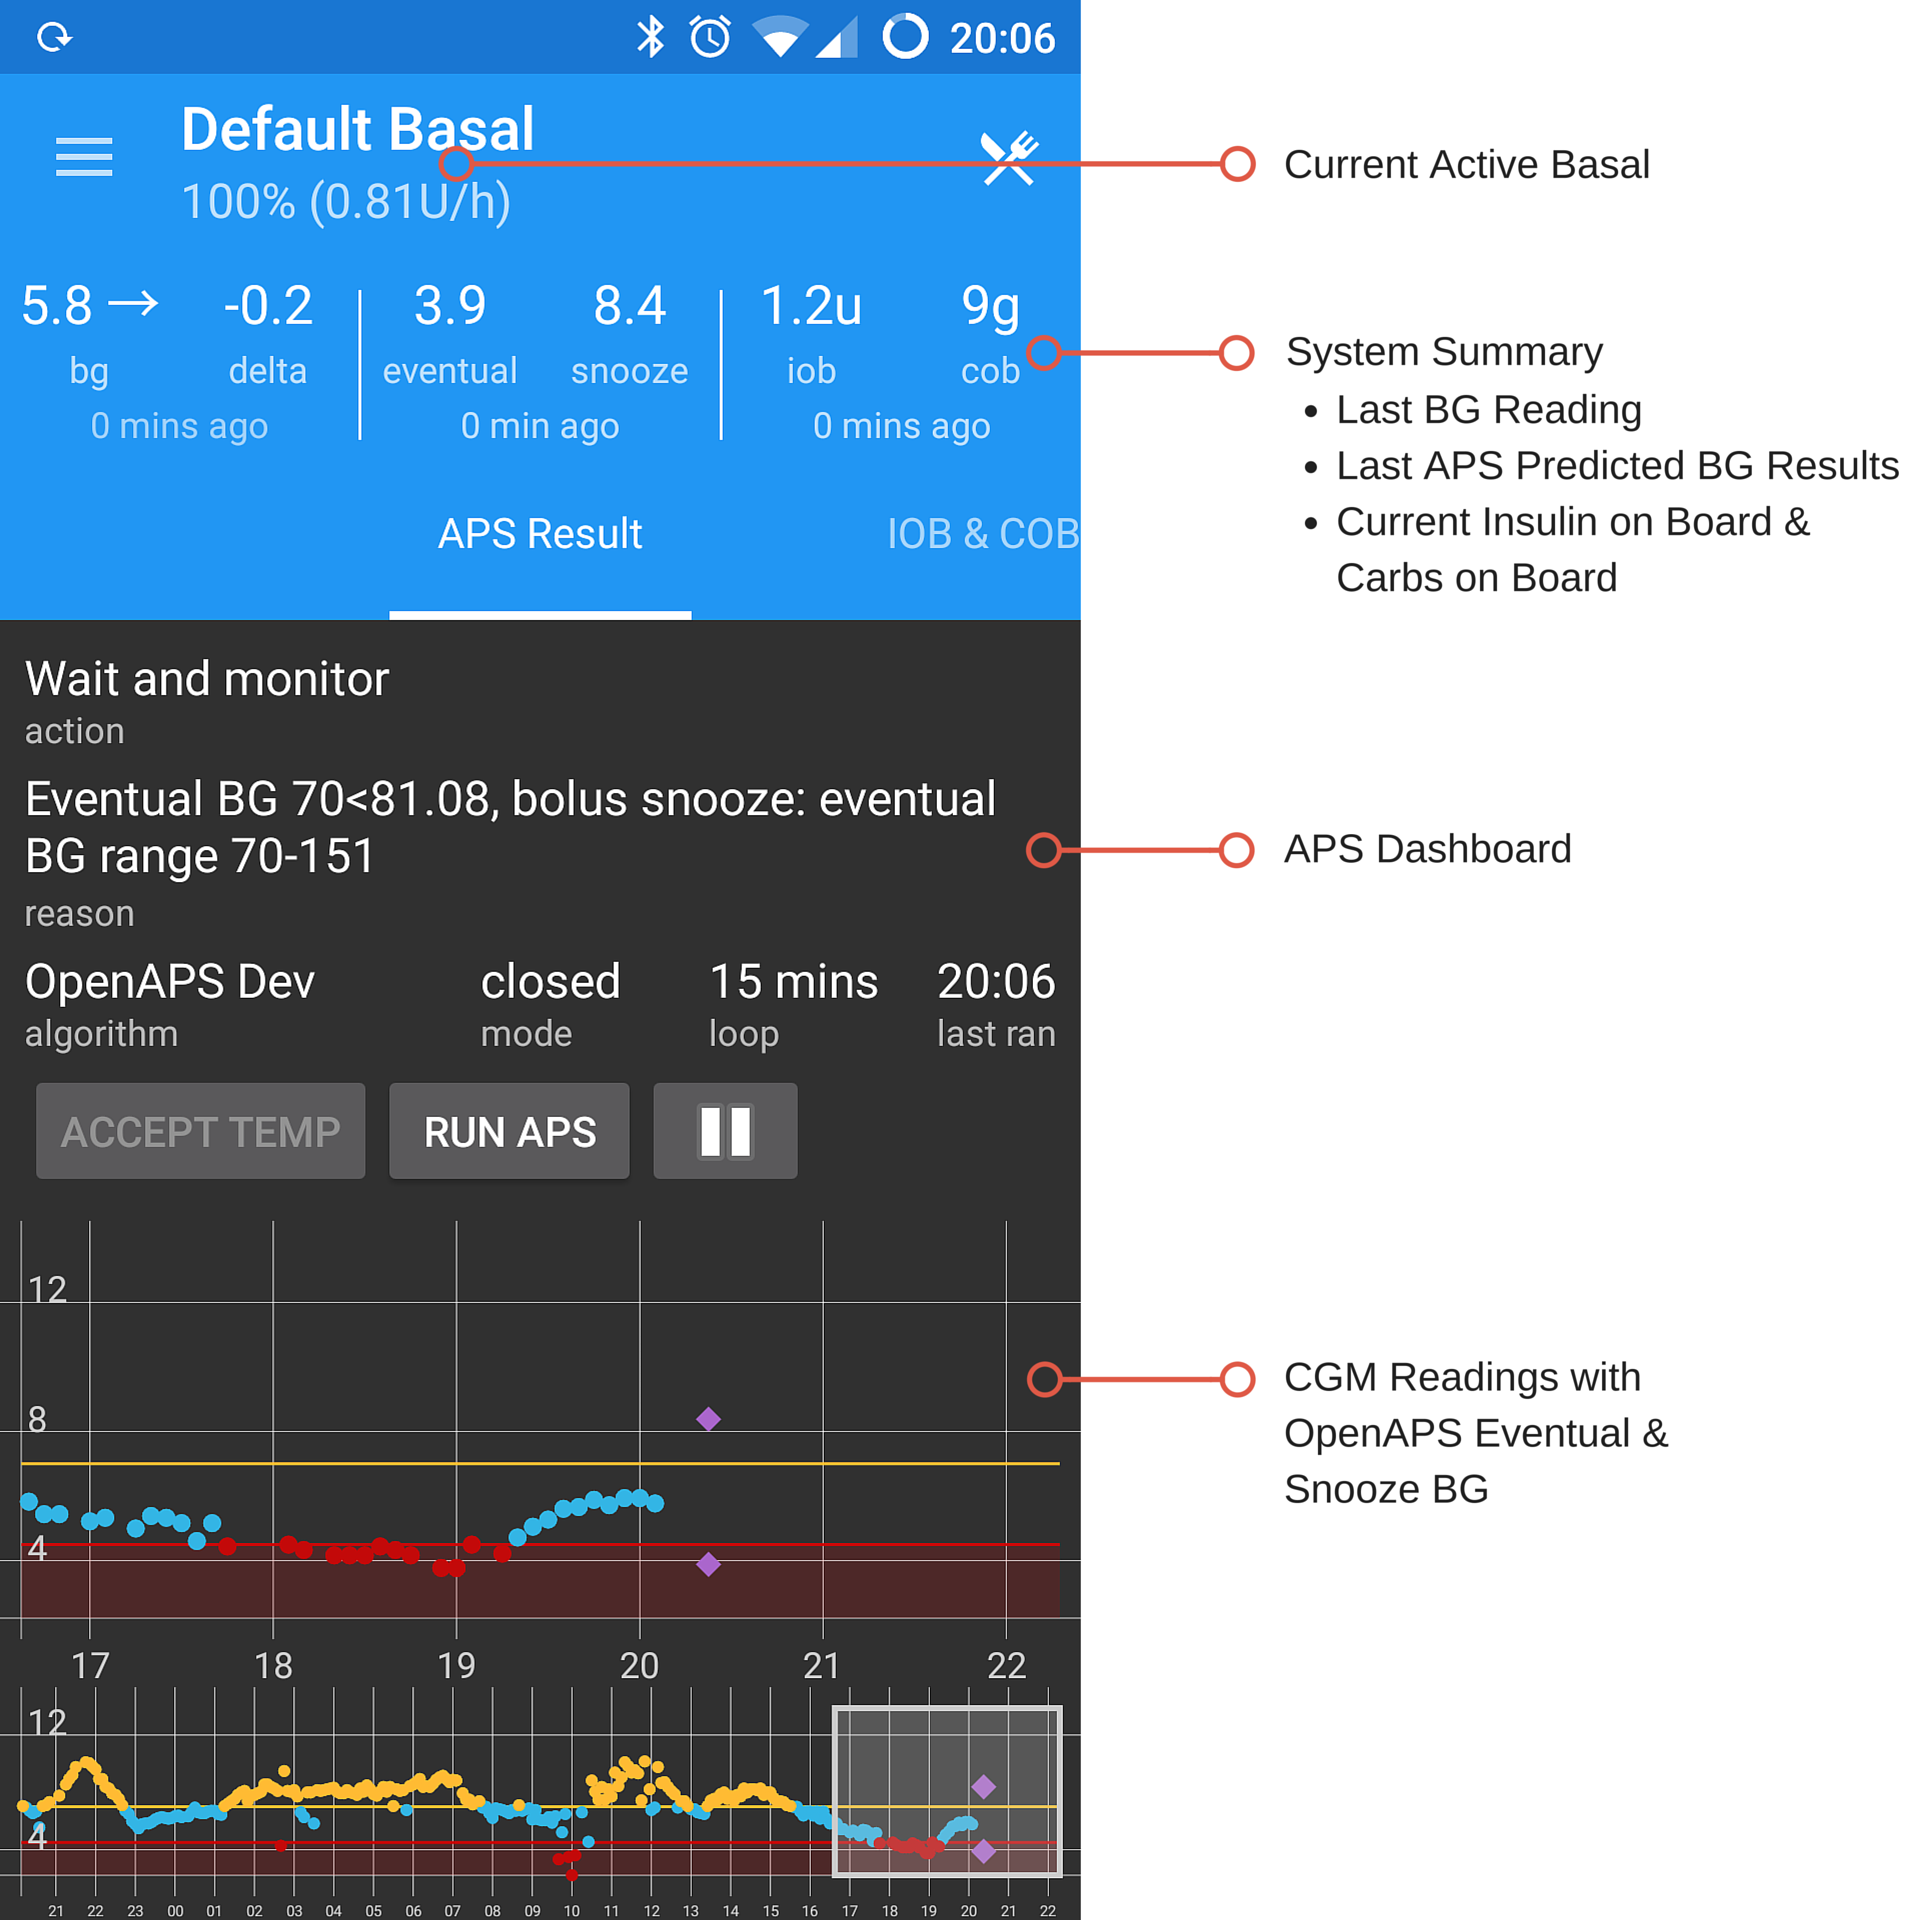 20:06
Default Basal
100% (0.81U/h)
Current Active Basal
5.8 → -0.2 3.9 8.4 1.2u 9g
bg delta eventual snooze iob cob
0 mins ago 0 min ago 0 mins ago
System Summary
• Last BG Reading
• Last APS Predicted BG Results
• Current Insulin on Board &
Carbs on Board
APS Result IOB & COB
Wait and monitor
action
Eventual BG 70<81.08, bolus snooze: eventual
BG range 70-151
reason
APS Dashboard
OpenAPS Dev closed 15 mins 20:06
algorithm mode loop last ran
ACCEPT TEMP RUN APS
12
8
4
17 18 19 20 21 22
CGM Readings with
OpenAPS Eventual &
Snooze BG
12
4
21 22 23 00 01 02 03 04 05 06 07 08 09 10 11 12 13 14 15 16 17 18 19 20 21 22